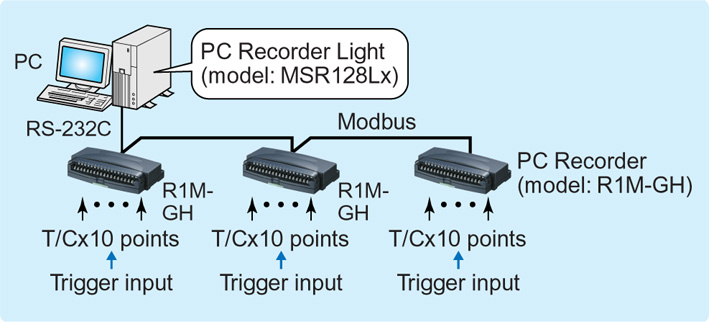 PC
PC Recorder Light
(model: MSR128Lx)
RS-232C
Modbus
R1M-
GH
R1M-
GH
PC Recorder
(model: R1M-GH)
T/Cx10 points
T/Cx10 points
T/Cx10 points
Trigger input
Trigger input
Trigger input